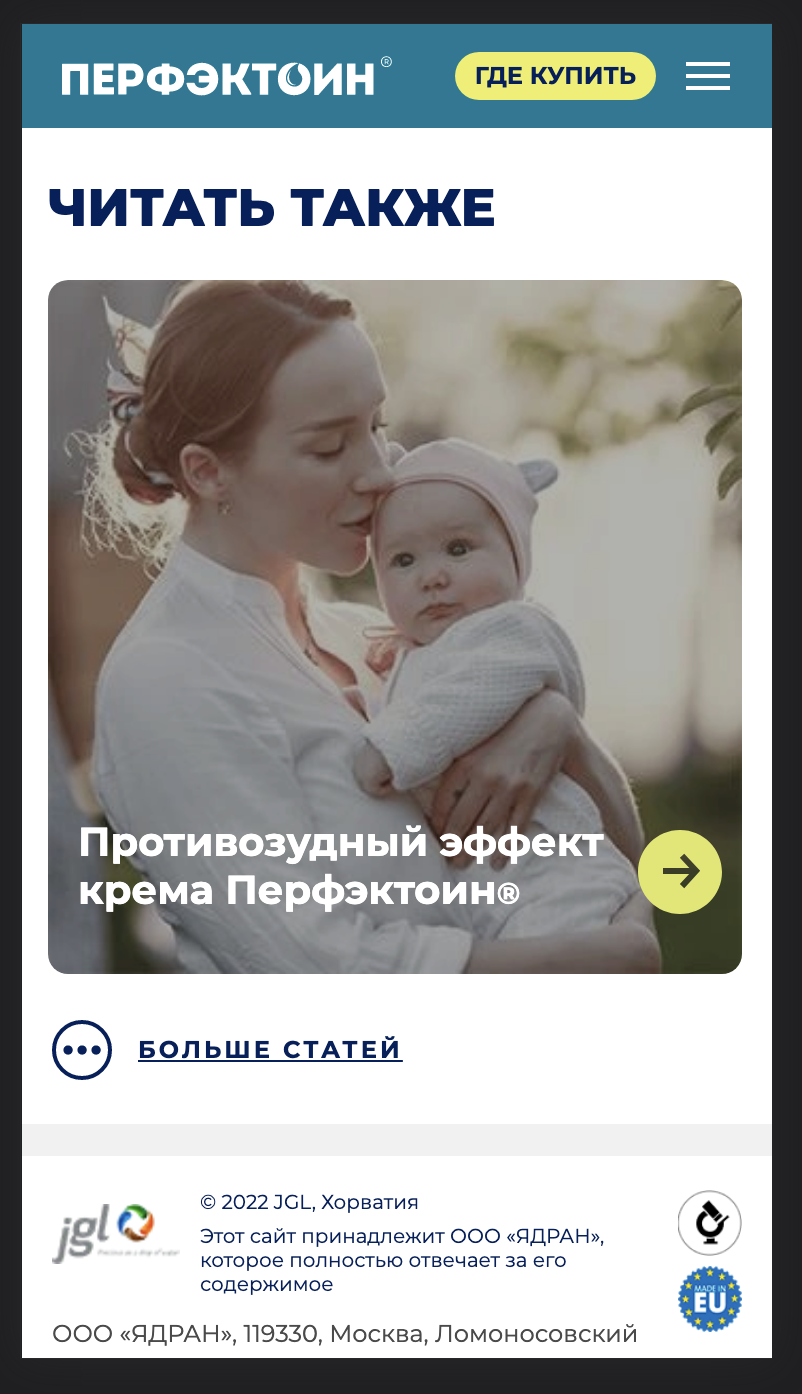 ПЕРФЭКТОИН®
ГДЕ КУПИТЬ
ЧИТАТЬ ТАКЖЕ
Противозудный эффект
крема Перфэктоин®
БОЛЬШЕ СТАТЕЙ
jgl
Precious as a drop of water
© 2022 JGL, Хорватия
Этот сайт принадлежит ООО «ЯДРАН»,
которое полностью отвечает за его
содержимое
MADE IN
EU
ООО «ЯДРАН», 119330, Москва, Ломоносовский